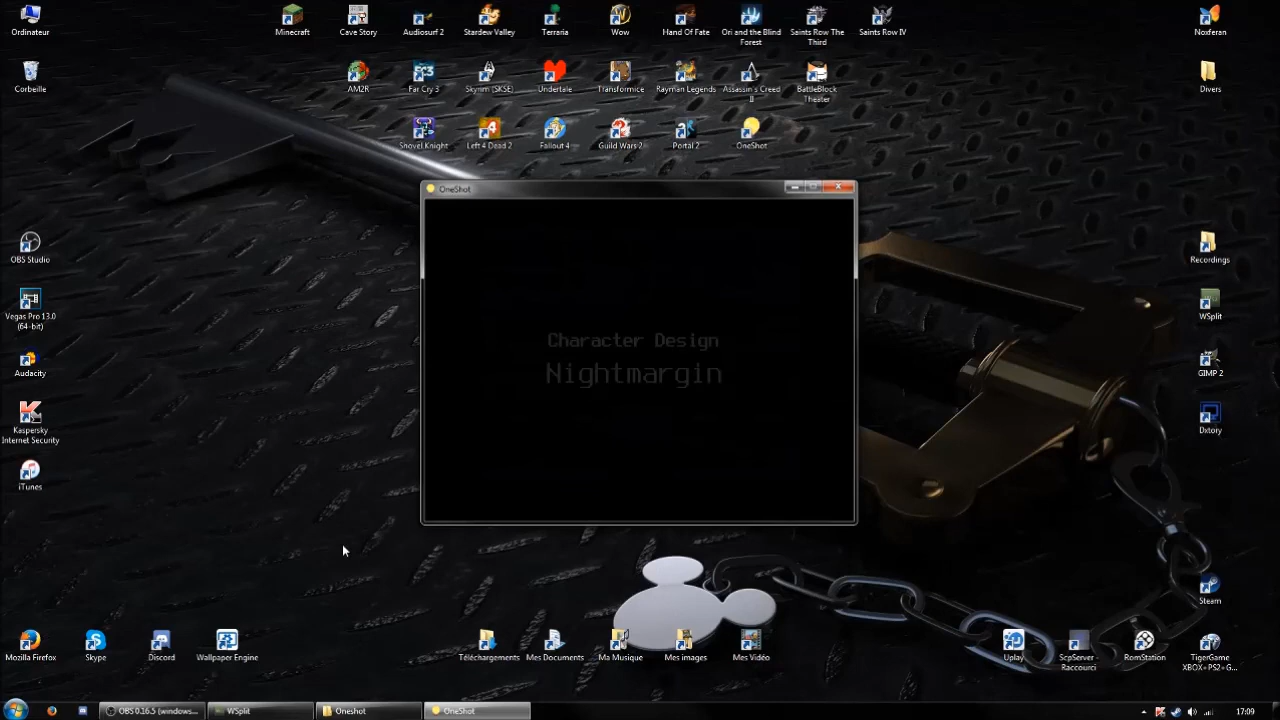 Ordinateur
Minecraft
Cave Story
Audiosurf 2
Stardew Valley
Terraria
Wow
Hand Of Fate
Ori and the Blind
Forest
Saints Row The
Third
Saints Row IV
Noxferan
Corbeille
AM2R
Far Cry 3
Skyrim (SKSE)
Undertale
Transformice
Rayman Legends
Assassin's Creed
II
BattleBlock
Theater
Divers
Shovel Knight
Left 4 Dead 2
Fallout 4
Guild Wars 2
Portal 2
OneShot
OneShot
Character Design
Nightmargin
OBS Studio
Recordings
Vegas Pro 13.0
(64-bit)
WSplit
Audacity
GIMP 2
Kaspersky
Internet Security
Dxtory
iTunes
Steam
Mozilla Firefox
Skype
Discord
Wallpaper Engine
Téléchargements
Mes Documents
Ma Musique
Mes images
Mes Vidéo
Uplay
ScpServer -
Raccourci
RomStation
TigerGame
XBOX+PS2+G...
OBS 0.16.5 (windows...
WSplit
Oneshot
OneShot
17:09